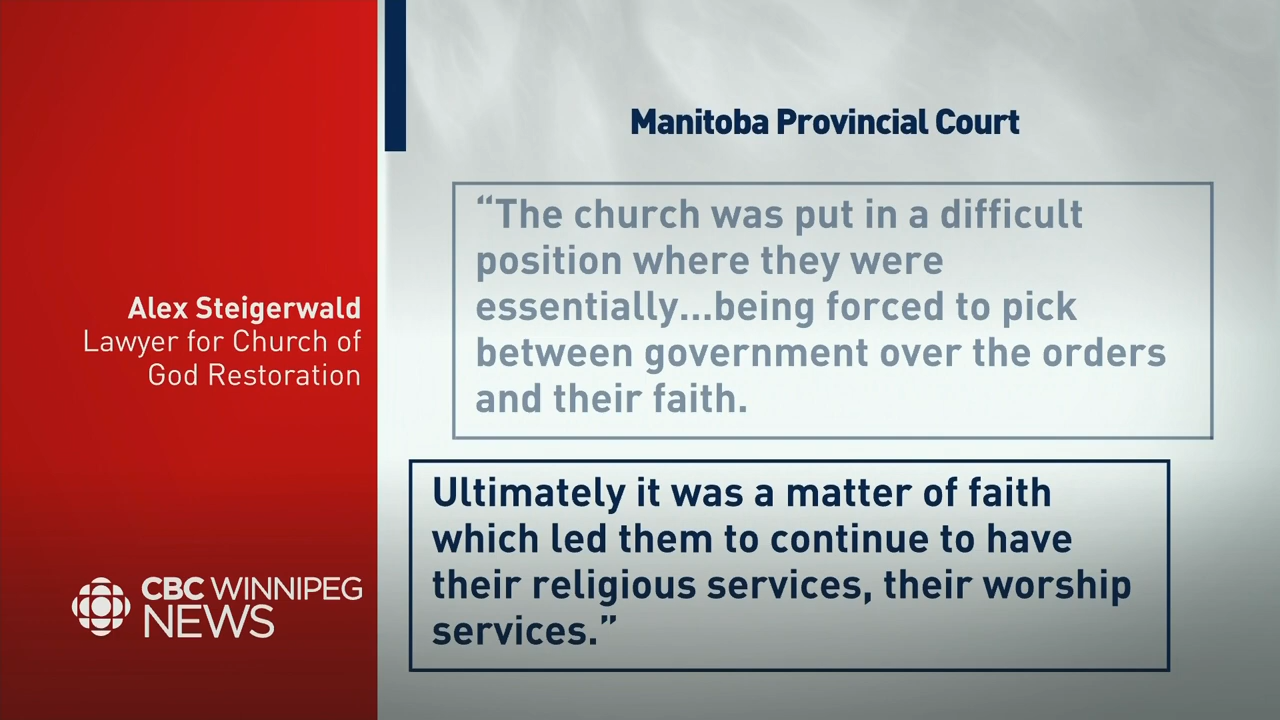 Manitoba Provincial Court
“The church was put in a difficult
position where they were
essentially...being forced to pick
between government over the orders
and their faith.
Ultimately it was a matter of faith
which led them to continue to have
their religious services, their worship
services.”
Alex Steigerwald
Lawyer for Church of
God Restoration
CBC WINNIPEG
NEWS